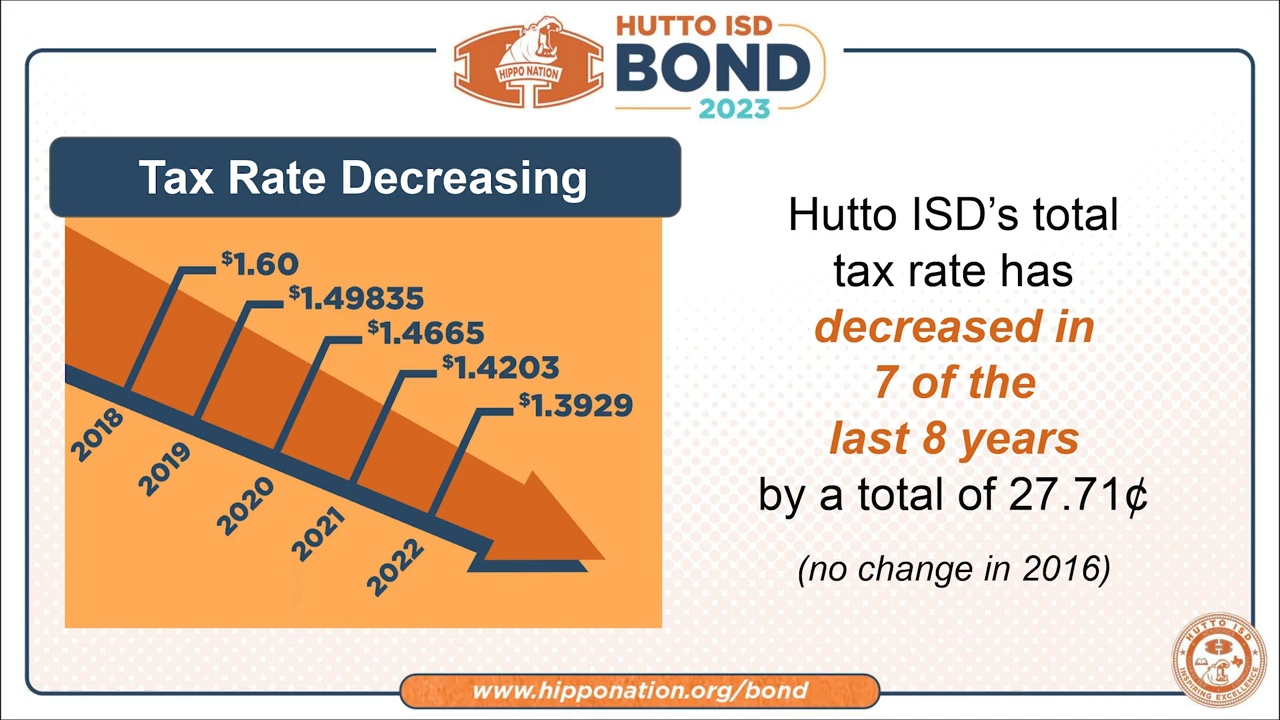 HUTTO ISD
BOND
2023
HIPPO NATION
Tax Rate Decreasing
$1.60
$1.49835
$1.4665
$1.4203
$1.3929
2018
2019
2020
2021
2022
Hutto ISD’s total
tax rate has
decreased in
7 of the
last 8 years
by a total of 27.71¢
(no change in 2016)
www.hipponation.org/bond
HUTTO ISD
INSPIRING EXCELLENCE